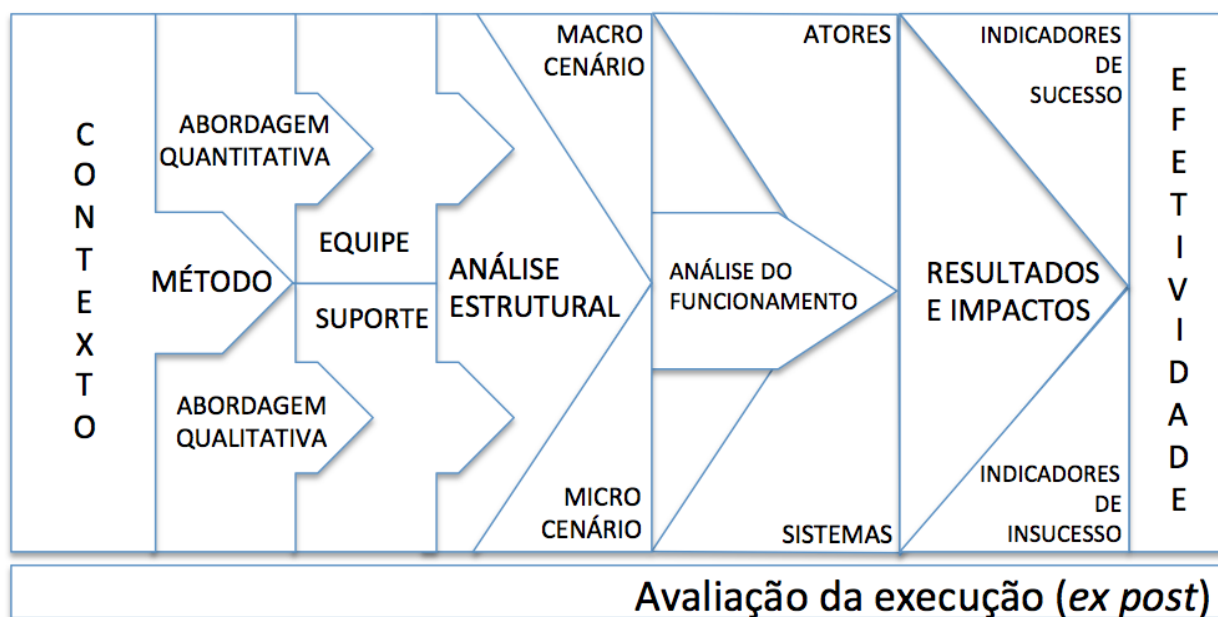 CONTEXTO
ABORDAGEM
QUANTITATIVA
MÉTODO
ABORDAGEM
QUALITATIVA
EQUIPE
SUPORTE
ANÁLISE
ESTRUTURAL
MACRO
CENÁRIO
MICRO
CENÁRIO
ANÁLISE DO
FUNCIONAMENTO
ATORES
SISTEMAS
RESULTADOS
E IMPACTOS
INDICADORES
DE
SUCESSO
INDICADORES
DE
INSUCESSO
EFETIVIDADE
Avaliação da execução (ex post)